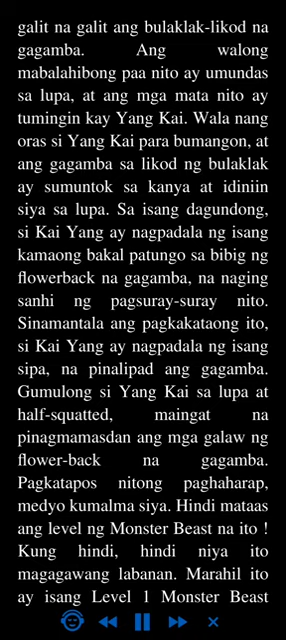 galit na galit ang bulaklak-likod na
gagamba. Ang walong
mabalahibong paa nito ay umundas
sa lupa, at ang mga mata nito ay
tumingin kay Yang Kai. Wala nang
oras si Yang Kai para bumangon, at
ang gagamba sa likod ng bulaklak
ay sumuntok sa kanya at idiniin
siya sa lupa. Sa isang dagundong,
si Kai Yang ay nagpadala ng isang
kamaong bakal patungo sa bibig ng
flowerback na gagamba, na naging
sanhi ng pagsuray-suray nito.
Sinamantala ang pagkakataong ito,
si Kai Yang ay nagpadala ng isang
sipa, na pinalipad ang gagamba.
Gumulong si Yang Kai sa lupa at
half-squatted, maingat na
pinagmamasdan ang mga galaw ng
flower-back na gagamba.
Pagkatapos nitong paghaharap,
medyo kumalma siya. Hindi mataas
ang level ng Monster Beast na ito !
Kung hindi, hindi niya ito
magagawang labanan. Marahil ito
ay isang Level 1 Monster Beast